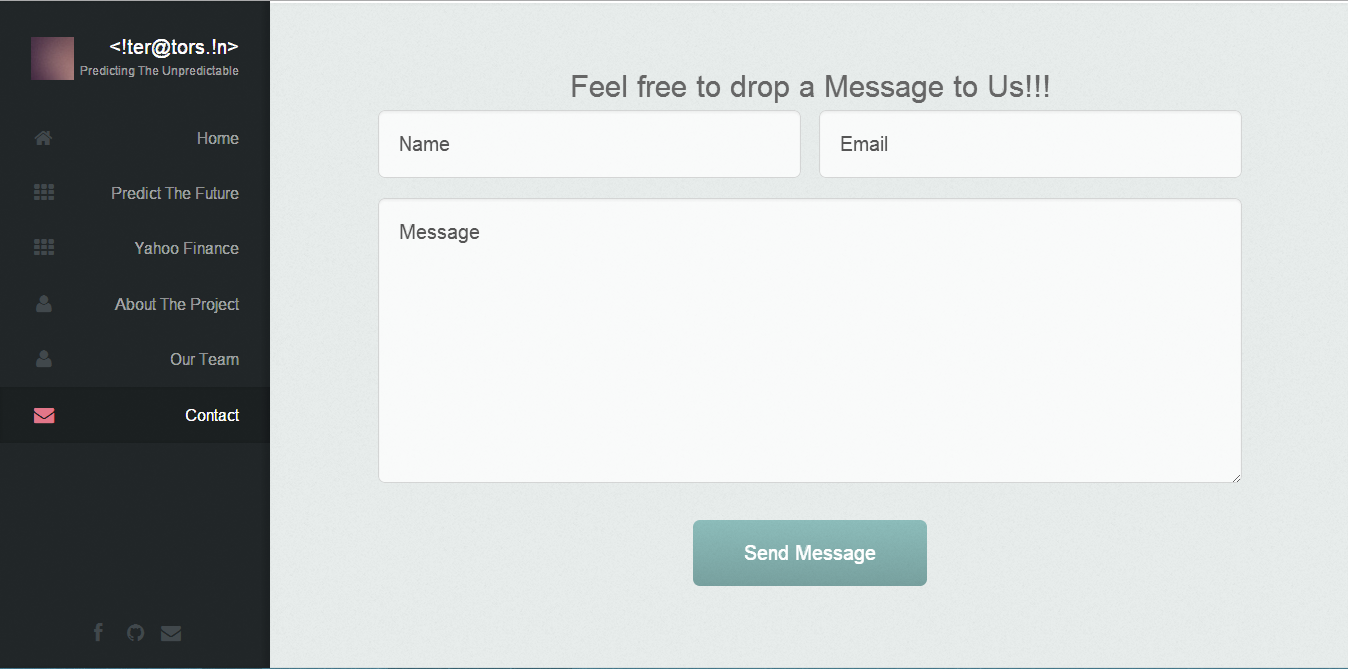 <!ter@tors.!n>
Predicting The Unpredictable
Home
Predict The Future
Yahoo Finance
About The Project
Our Team
Contact
Feel free to drop a Message to Us!!!
Name
Email
Message
Send Message